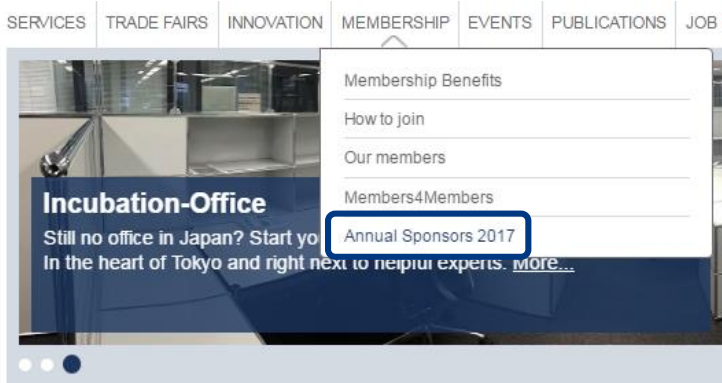 SERVICES TRADE FAIRS INNOVATION MEMBERSHIP EVENTS PUBLICATIONS JOB
Membership Benefits
How to join
Our members
Members4Members
Annual Sponsors 2017
Incubation-Office
Still no office in Japan? Start
In the heart of Tokyo and right next to helpful experts. More...